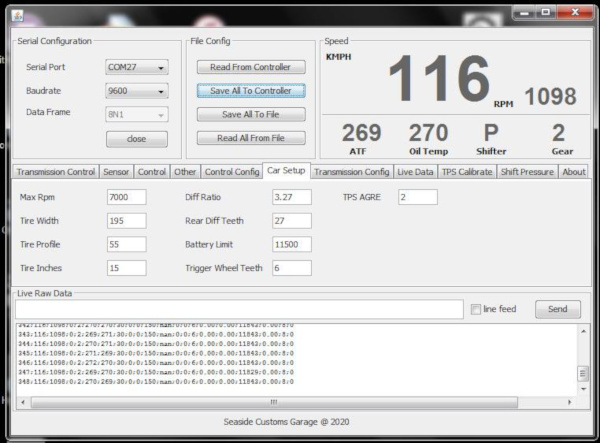 Serial Configuration
Serial Port
COM27
Baudrate
9600
Data Frame
8N1
close
File Config
Read From Controller
Save All To Controller
Save All To File
Read All From File
Speed
KMPH
116
RPM
1098
269
270
P
2
ATF
Oil Temp
Shifter
Gear
Transmission Control
Sensor
Control
Other
Control Config
Car Setup
Transmission Config
Live Data
TPS Calibrate
Shift Pressure
About
Max Rpm
7000
Diff Ratio
3.27
TPS AGRE
2
Tire Width
195
Rear Diff Teeth
27
Tire Profile
55
Battery Limit
11500
Tire Inches
15
Trigger Wheel Teeth
6
Live Raw Data
line feed
Send
343;116;1098;0;2;269;271;30;0;0;150;nan;0;0;6;0.00;0.00;11843;0.00;8;0
344;116;1098;0;2;270;271;30;0;0;150;nan;0;0;6;0.00;0.00;11843;0.00;8;0
345;116;1098;0;2;271;269;30;0;0;150;nan;0;0;6;0.00;0.00;11843;0.00;8;0
346;116;1098;0;2;272;270;30;0;0;150;nan;0;0;6;0.00;0.00;11843;0.00;8;0
347;116;1098;0;2;269;269;30;0;0;150;nan;0;0;6;0.00;0.00;11829;0.00;8;0
348;116;1098;0;2;270;269;30;0;0;150;nan;0;0;6;0.00;0.00;11843;0.00;8;0
Seaside Customs Garage @ 2020